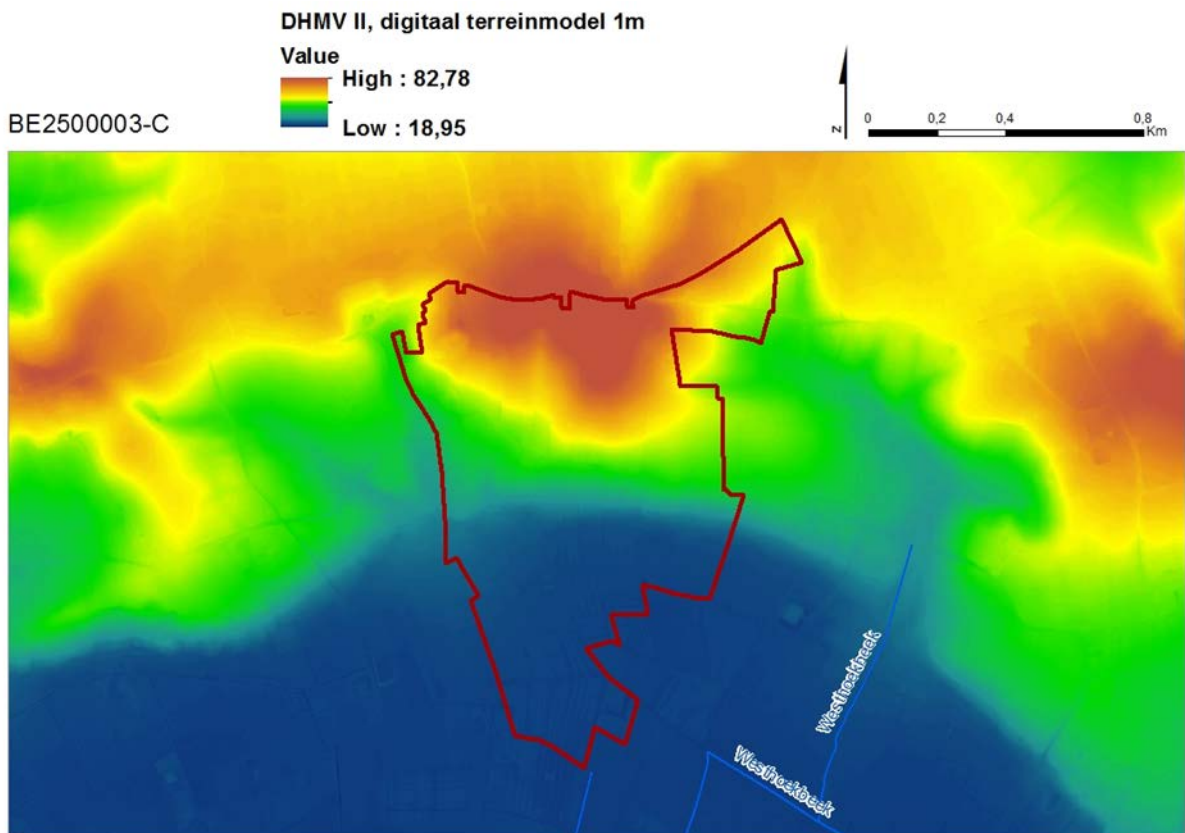 DHMV II, digitaal terreinmodel 1m
Value
High : 82,78
Low : 18,95
BE2500003-C
N
0 0,2 0,4 0,8
Km
Westhoekbeek
Westhoekbeek